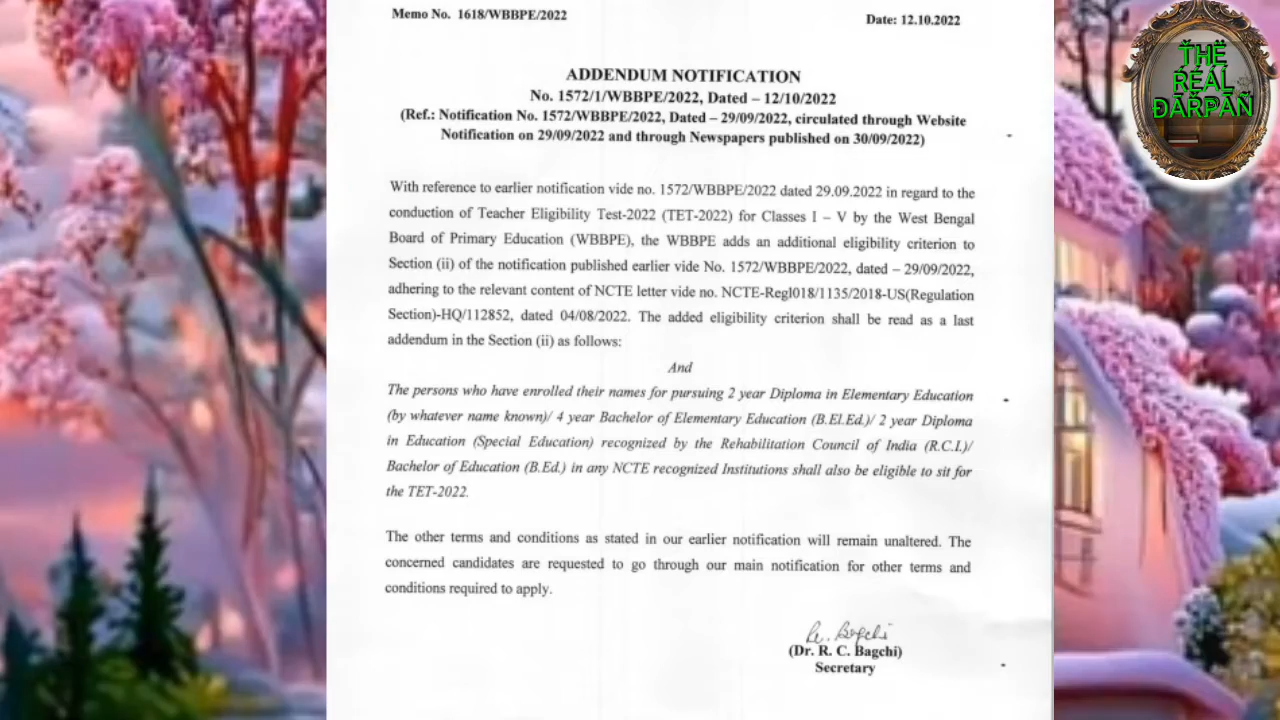 Memo No. 1618/WBBPE/2022
Date: 12.10.2022
THE
REAL
DARPAN
ADDENDUM NOTIFICATION
No. 1572/1/WBBPE/2022, Dated – 12/10/2022
(Ref.: Notification No. 1572/WBBPE/2022, Dated – 29/09/2022, circulated through Website
Notification on 29/09/2022 and through Newspapers published on 30/09/2022)
With reference to earlier notification vide no. 1572/WBBPE/2022 dated 29.09.2022 in regard to the
conduction of Teacher Eligibility Test-2022 (TET-2022) for Classes I – V by the West Bengal
Board of Primary Education (WBBPE), the WBBPE adds an additional eligibility criterion to
Section (ii) of the notification published earlier vide No. 1572/WBBPE/2022, dated – 29/09/2022,
adhering to the relevant content of NCTE letter vide no. NCTE-Regl018/1135/2018-US(Regulation
Section)-HQ/112852, dated 04/08/2022. The added eligibility criterion shall be read as a last
addendum in the Section (ii) as follows:
And
The persons who have enrolled their names for pursuing 2 year Diploma in Elementary Education
(by whatever name known)/ 4 year Bachelor of Elementary Education (B.El.Ed.)/ 2 year Diploma
in Education (Special Education) recognized by the Rehabilitation Council of India (R.C.I.)/
Bachelor of Education (B.Ed.) in any NCTE recognized Institutions shall also be eligible to sit for
the TET-2022.
The other terms and conditions as stated in our earlier notification will remain unaltered. The
concerned candidates are requested to go through our main notification for other terms and
conditions required to apply.
R. Bagchi
(Dr. R. C. Bagchi)
Secretary